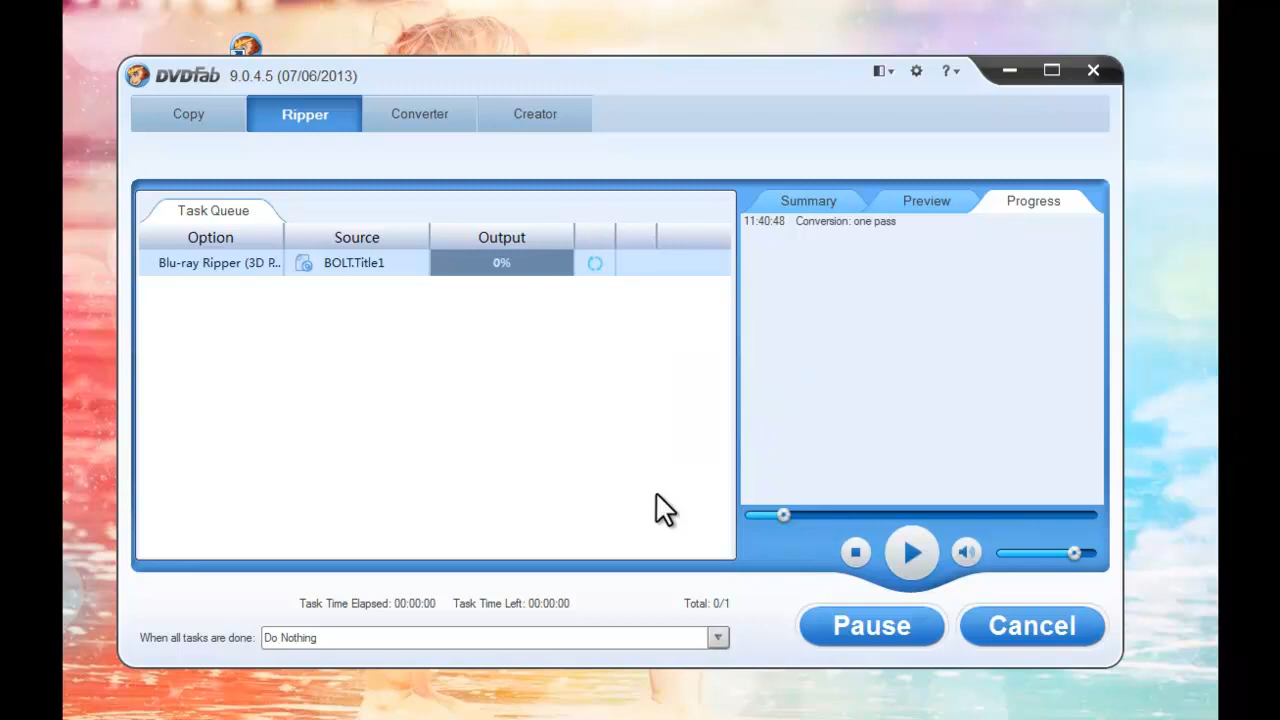 DVDFab 9.0.4.5 (07/06/2013) ?
Copy Ripper Converter Creator
Task Queue
Option Source Output
Blu-ray Ripper (3D R.. BOLT.Title1 0%
Summary Preview Progress
11:40:48 Conversion: one pass
Task Time Elapsed: 00:00:00 Task Time Left: 00:00:00 Total: 0/1
When all tasks are done: Do Nothing
Pause Cancel